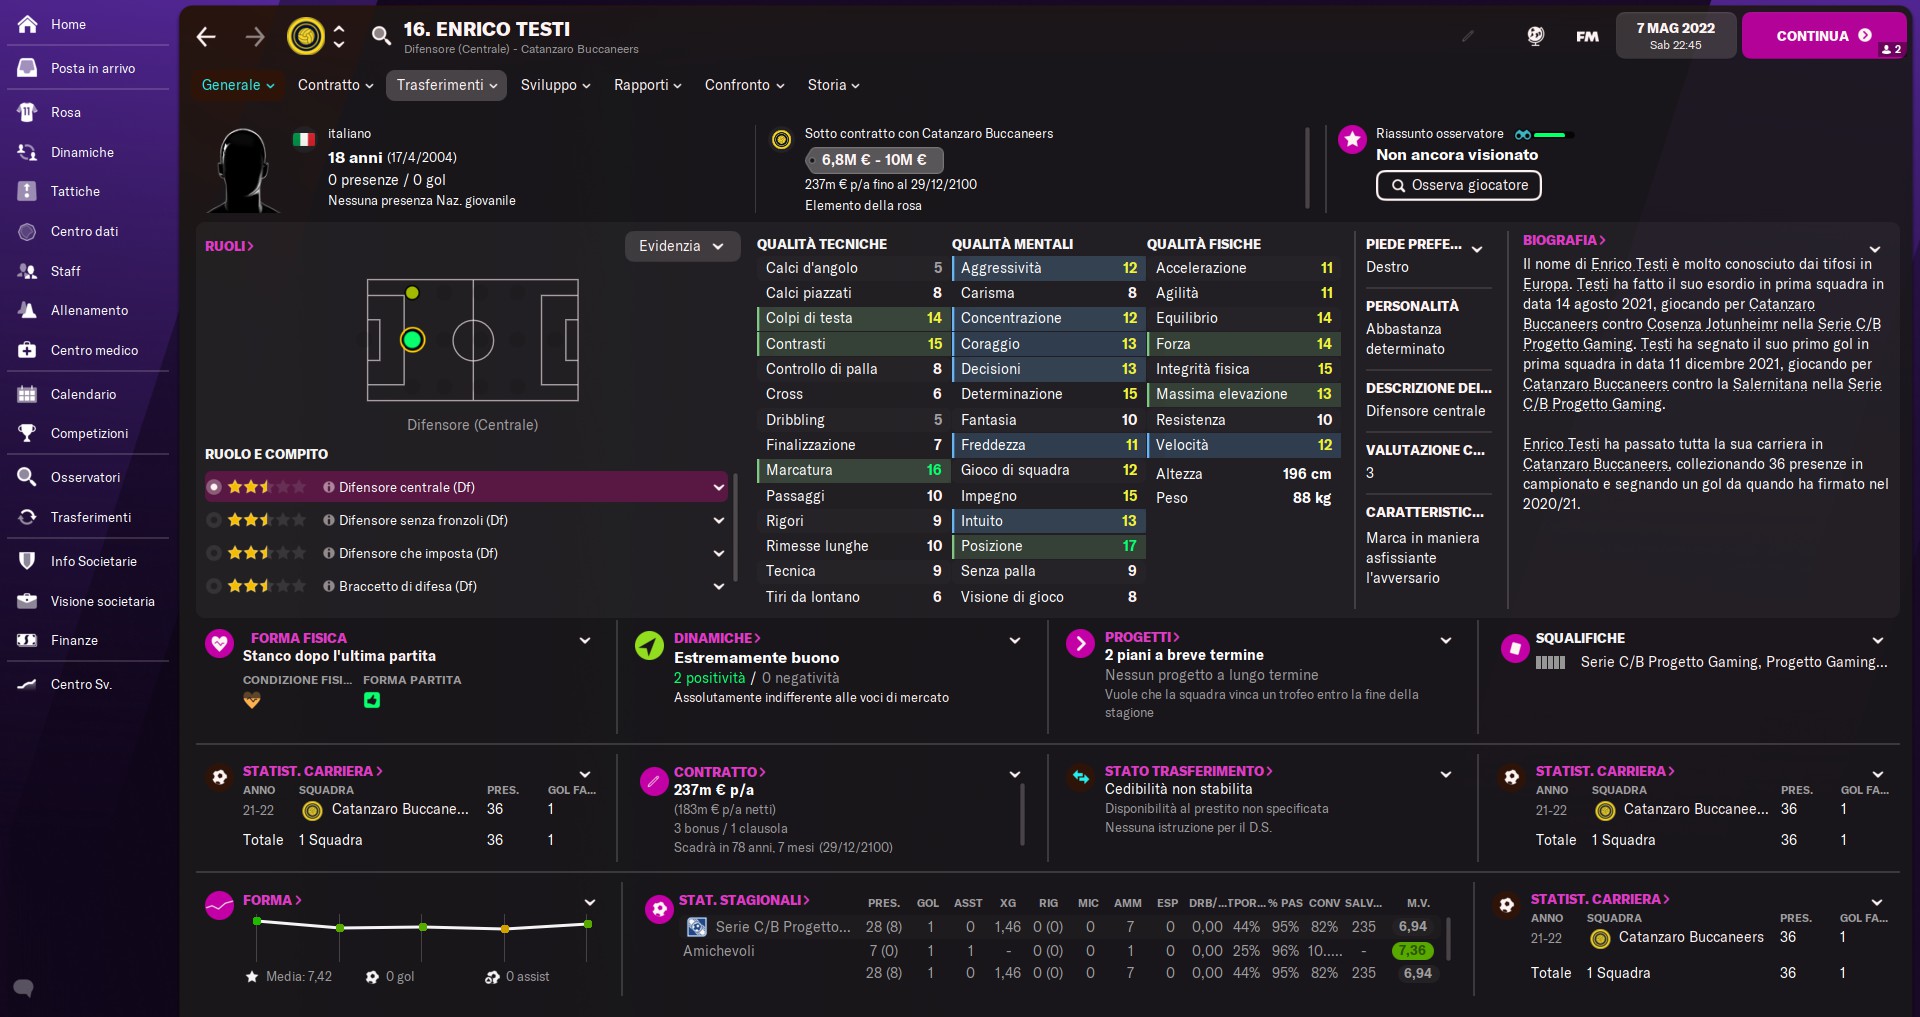 Home
Posta in arrivo
Rosa
Dinamiche
Tattiche
Centro dati
Staff
Allenamento
Centro medico
Calendario
Competizioni
Osservatori
Trasferimenti
Info Societarie
Visione societaria
Finanze
Centro Sv.
16. ENRICO TESTI
Difensore (Centrale) - Catanzaro Buccaneers
FM
7 MAG 2022
Sab 22:45
CONTINUA
2
Generale Contratto Trasferimenti Sviluppo Rapporti Confronto Storia
italiano
18 anni (17/4/2004)
0 presenze / 0 gol
Nessuna presenza Naz. giovanile
Sotto contratto con Catanzaro Buccaneers
6,8M € - 10M €
237m € p/a fino al 29/12/2100
Elemento della rosa
Riassunto osservatore
Non ancora visionato
Osserva giocatore
RUOLI
Evidenzia
Difensore (Centrale)
RUOLO E COMPITO
Difensore centrale (Df)
Difensore senza fronzoli (Df)
Difensore che imposta (Df)
Braccetto di difesa (Df)
QUALITÀ TECNICHE
Calci d'angolo 5
Calci piazzati 8
Colpi di testa 14
Contrasti 15
Controllo di palla 8
Cross 6
Dribbling 5
Finalizzazione 7
Marcatura 16
Passaggi 10
Rigori 9
Rimesse lunghe 10
Tecnica 9
Tiri da lontano 6
QUALITÀ MENTALI
Aggressività 12
Carisma 8
Concentrazione 12
Coraggio 13
Decisioni 13
Determinazione 15
Fantasia 10
Freddezza 11
Gioco di squadra 12
Impegno 15
Intuito 13
Posizione 17
Senza palla 9
Visione di gioco 8
QUALITÀ FISICHE
Accelerazione 11
Agilità 11
Equilibrio 14
Forza 14
Integrità fisica 15
Massima elevazione 13
Resistenza 10
Velocità 12
Altezza 196 cm
Peso 88 kg
PIEDE PREFE...
Destro
PERSONALITÀ
Abbastanza
determinato
DESCRIZIONE DEI...
Difensore centrale
VALUTAZIONE C...
3
CARATTERISTIC...
Marca in maniera
asfissiante
l'avversario
BIOGRAFIA
Il nome di Enrico Testi è molto conosciuto dai tifosi in
Europa. Testi ha fatto il suo esordio in prima squadra in
data 14 agosto 2021, giocando per Catanzaro
Buccaneers contro Cosenza Jotunheimr nella Serie C/B
Progetto Gaming. Testi ha segnato il suo primo gol in
prima squadra in data 11 dicembre 2021, giocando per
Catanzaro Buccaneers contro la Salernitana nella Serie
C/B Progetto Gaming.
Enrico Testi ha passato tutta la sua carriera in
Catanzaro Buccaneers, collezionando 36 presenze in
campionato e segnando un gol da quando ha firmato nel
2020/21.
FORMA FISICA
Stanco dopo l'ultima partita
CONDIZIONE FISI... FORMA PARTITA
DINAMICHE
Estremamente buono
2 positività / 0 negatività
Assolutamente indifferente alle voci di mercato
PROGETTI
2 piani a breve termine
Nessun progetto a lungo termine
Vuole che la squadra vinca un trofeo entro la fine della
stagione
SQUALIFICHE
Serie C/B Progetto Gaming, Progetto Gaming...
STATIST. CARRIERA
ANNO SQUADRA PRES. GOL FA...
21-22 Catanzaro Buccane... 36 1
Totale 1 Squadra 36 1
CONTRATTO
237m € p/a
(183m € p/a netti)
3 bonus / 1 clausola
Scadrà in 78 anni, 7 mesi (29/12/2100)
STATO TRASFERIMENTO
Cedibilità non stabilita
Disponibilità al prestito non specificata
Nessuna istruzione per il D.S.
STATIST. CARRIERA
ANNO SQUADRA PRES. GOL FA...
21-22 Catanzaro Buccanee... 36 1
Totale 1 Squadra 36 1
FORMA
Media: 7,42 0 gol 0 assist
STAT. STAGIONALI PRES. GOL ASST XG RIG MIC AMM ESP DRB/... TPOR... % PAS CONV SALV... M.V.
Serie C/B Progetto... 28 (8) 1 0 1,46 0 (0) 0 7 0 0,00 44% 95% 82% 235 6,94
Amichevoli 7 (0) 1 1 - 0 (0) 0 1 0 0,00 25% 96% 10..... - 7,36
28 (8) 1 0 1,46 0 (0) 0 7 0 0,00 44% 95% 82% 235 6,94
STATIST. CARRIERA
ANNO SQUADRA PRES. GOL FA...
21-22 Catanzaro Buccaneers 36 1
Totale 1 Squadra 36 1